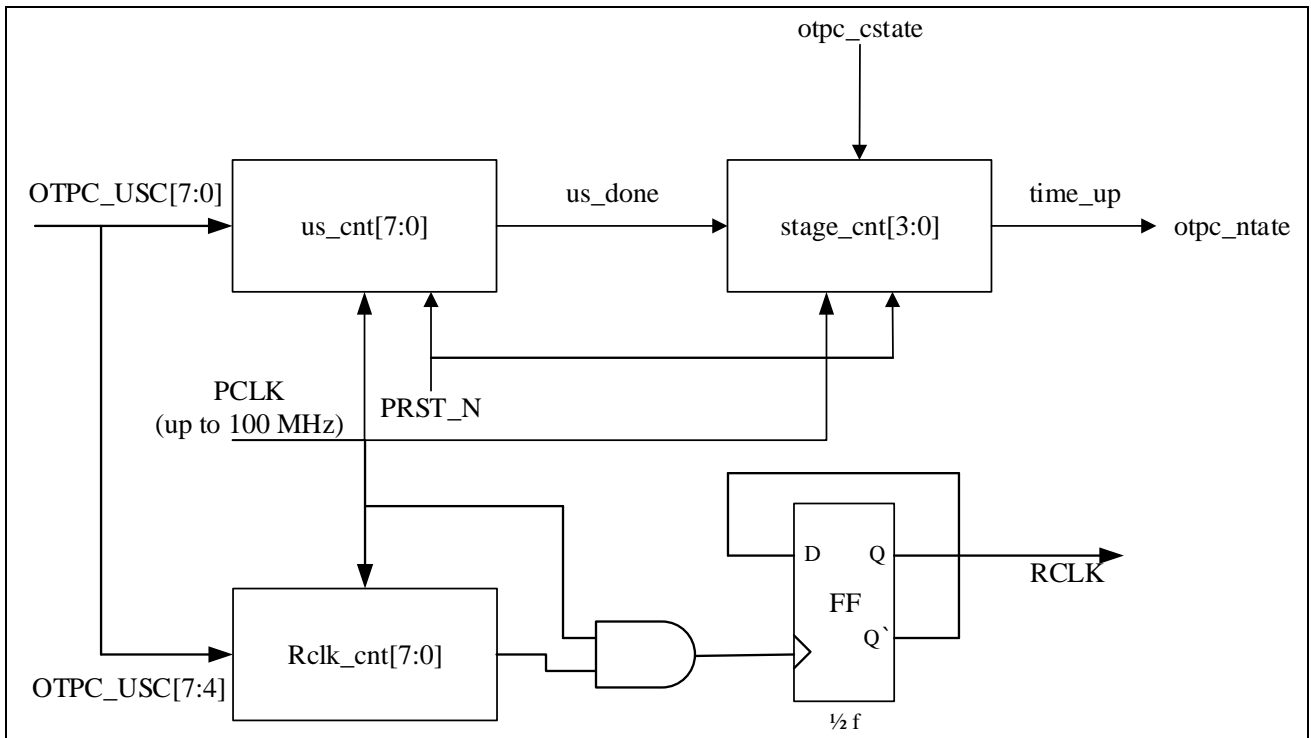 otpc_cstate
OTPC_USC[7:0]
us_cnt[7:0]
us_done
stage_cnt[3:0]
time_up
otpc_ntate
PCLK
(up to 100 MHz)
PRST_N
D
Q
FF
Q`
RCLK
Rclk_cnt[7:0]
OTPC_USC[7:4]
½ f